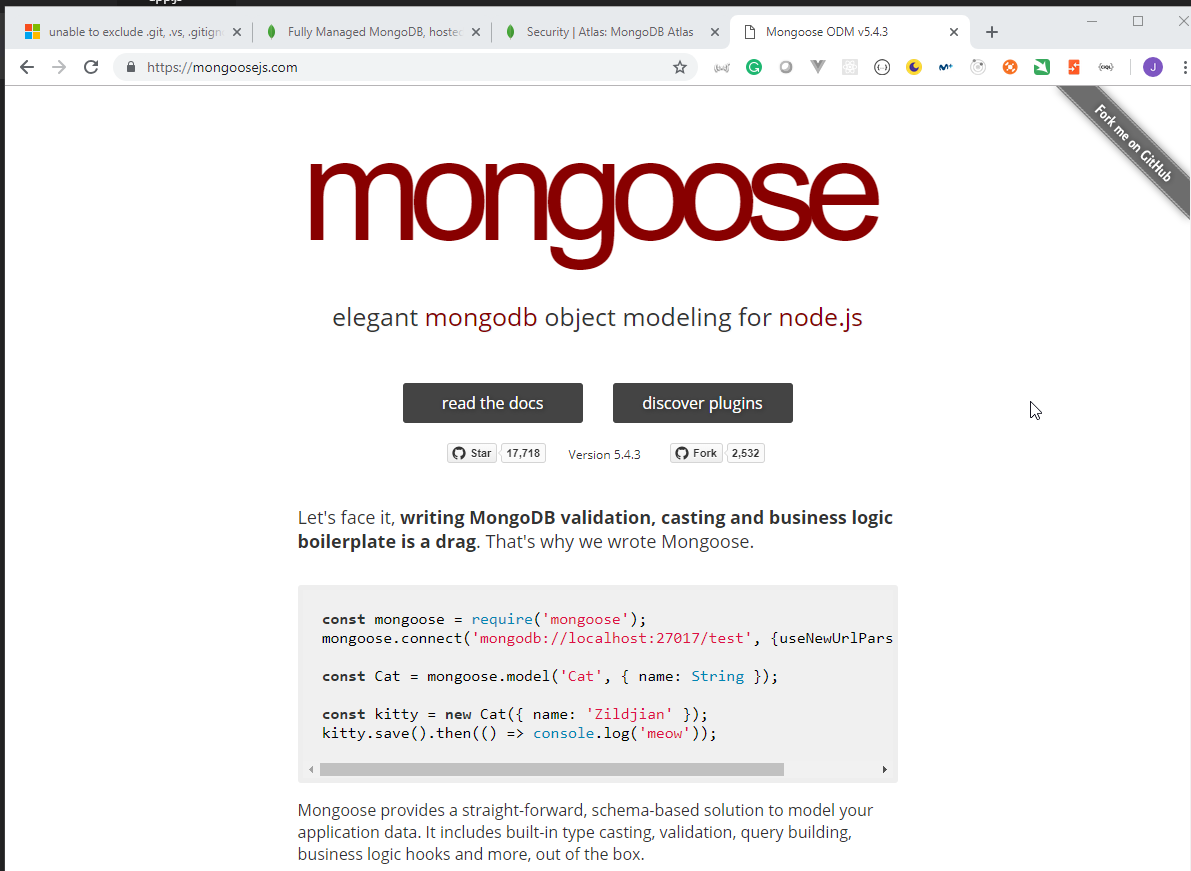 unable to exclude .git, .vs, .gitign
Fully Managed MongoDB, hosted
Security | Atlas: MongoDB Atlas
Mongoose ODM v5.4.3
https://mongoosejs.com
J
Fork me on GitHub
mongoose
elegant mongodb object modeling for node.js
read the docs
discover plugins
Star 17,718
Version 5.4.3
Fork 2,532
Let's face it, writing MongoDB validation, casting and business logic
boilerplate is a drag. That's why we wrote Mongoose.
const mongoose = require('mongoose');
mongoose.connect('mongodb://localhost:27017/test', {useNewUrlPars
const Cat = mongoose.model('Cat', { name: String });
const kitty = new Cat({ name: 'Zildjian' });
kitty.save().then(() => console.log('meow'));
Mongoose provides a straight-forward, schema-based solution to model your
application data. It includes built-in type casting, validation, query building,
business logic hooks and more, out of the box.